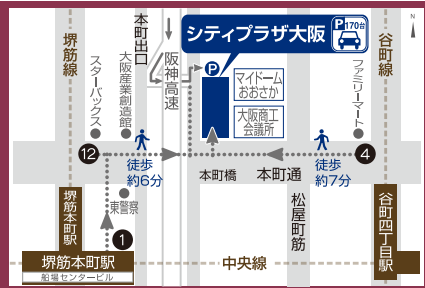 シティプラザ大阪
P170台
N
堺筋線
スターバックス
大阪産業創造館
本町出口
阪神高速
P
マイドーム
おおさか
大阪商工
会議所
ファミリーマート
谷町線
12
徒歩
約6分
本町橋
本町通
徒歩
約7分
4
堺筋本町駅
東警察
松屋町筋
谷町四丁目駅
1
堺筋本町駅
船場センタービル
中央線